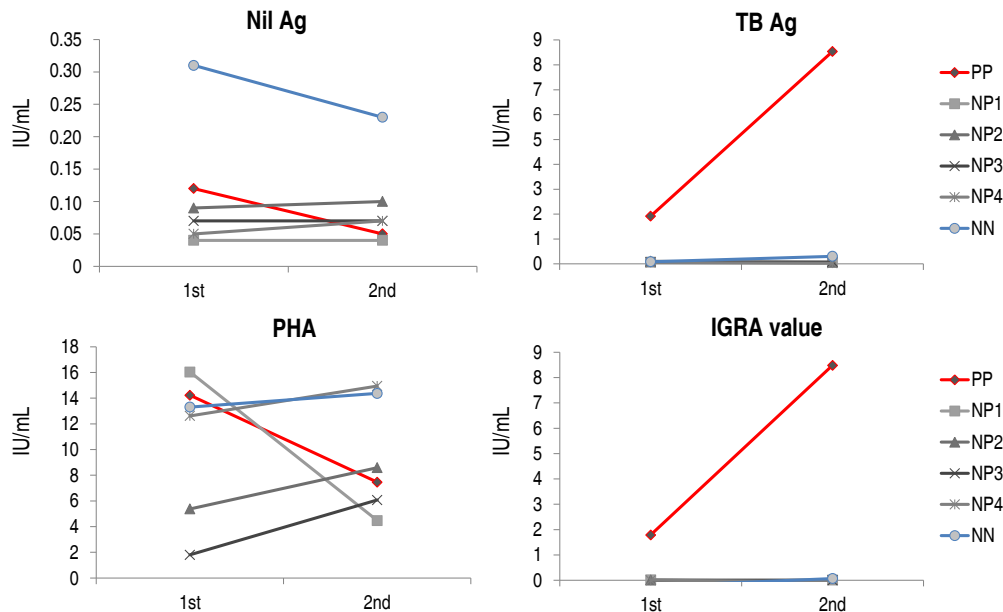 Nil Ag
IU/mL
0.35
0.30
0.25
0.20
0.15
0.10
0.05
0
1st
2nd
TB Ag
IU/mL
9
8
7
6
5
4
3
2
1
0
1st
2nd
PP
NP1
NP2
NP3
NP4
NN
PHA
IU/mL
18
16
14
12
10
8
6
4
2
0
1st
2nd
IGRA value
IU/mL
9
8
7
6
5
4
3
2
1
0
1st
2nd
PP
NP1
NP2
NP3
NP4
NN